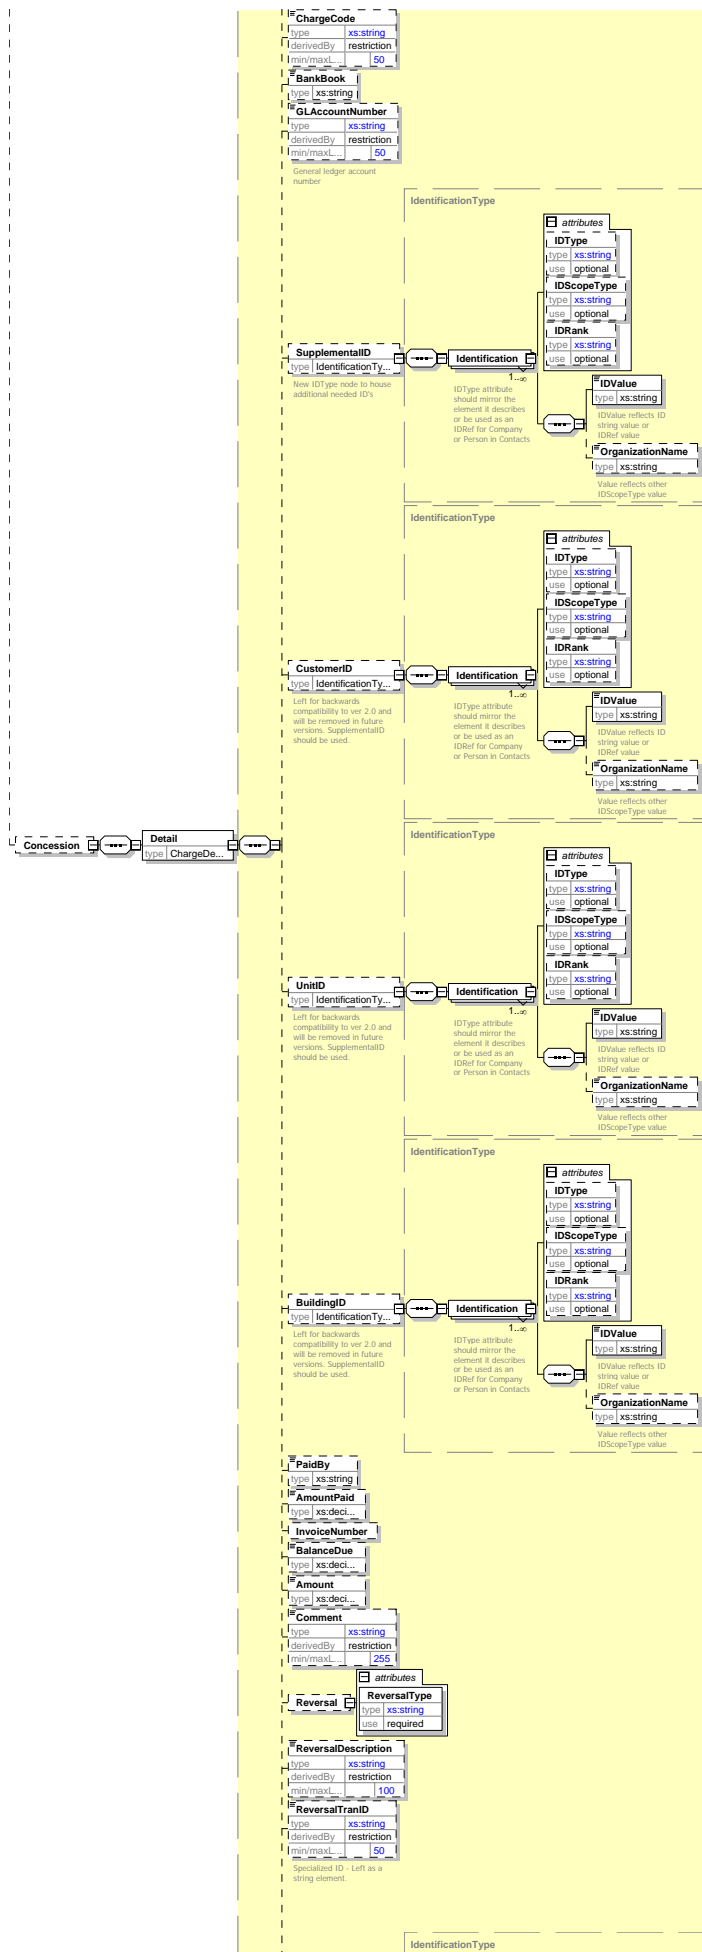 ChargeCode
type xs:string
derivedBy restriction
min/maxL... 50
BankBook
type xs:string
GLAccountNumber
type xs:string
derivedBy restriction
min/maxL... 50
General ledger account
number
IdentificationType
attributes
IDType
type xs:string
use optional
IDScopeType
type xs:string
use optional
IDRank
type xs:string
use optional
SupplementalID
type IdentificationTy...
New IDType node to house
additional needed ID's
Identification
1..∞
IDType attribute
should mirror the
element it describes
or be used as an
IDRef for Company
or Person in Contacts
IDValue
type xs:string
IDValue reflects ID
string value or
IDRef value
OrganizationName
type xs:string
Value reflects other
IDScopeType value
IdentificationType
attributes
IDType
type xs:string
use optional
IDScopeType
type xs:string
use optional
IDRank
type xs:string
use optional
CustomerID
type IdentificationTy...
Left for backwards
compatibility to ver 2.0 and
will be removed in future
versions. SupplementalID
should be used.
Identification
1..∞
IDType attribute
should mirror the
element it describes
or be used as an
IDRef for Company
or Person in Contacts
IDValue
type xs:string
IDValue reflects ID
string value or
IDRef value
OrganizationName
type xs:string
Value reflects other
IDScopeType value
Concession
Detail
type ChargeDe...
IdentificationType
attributes
IDType
type xs:string
use optional
IDScopeType
type xs:string
use optional
IDRank
type xs:string
use optional
UnitID
type IdentificationTy...
Left for backwards
compatibility to ver 2.0 and
will be removed in future
versions. SupplementalID
should be used.
Identification
1..∞
IDType attribute
should mirror the
element it describes
or be used as an
IDRef for Company
or Person in Contacts
IDValue
type xs:string
IDValue reflects ID
string value or
IDRef value
OrganizationName
type xs:string
Value reflects other
IDScopeType value
IdentificationType
attributes
IDType
type xs:string
use optional
IDScopeType
type xs:string
use optional
IDRank
type xs:string
use optional
BuildingID
type IdentificationTy...
Left for backwards
compatibility to ver 2.0 and
will be removed in future
versions. SupplementalID
should be used.
Identification
1..∞
IDType attribute
should mirror the
element it describes
or be used as an
IDRef for Company
or Person in Contacts
IDValue
type xs:string
IDValue reflects ID
string value or
IDRef value
OrganizationName
type xs:string
Value reflects other
IDScopeType value
PaidBy
type xs:string
AmountPaid
type xs:deci...
InvoiceNumber
BalanceDue
type xs:deci...
Amount
type xs:deci...
Comment
type xs:string
derivedBy restriction
min/maxL... 255
Reversal
attributes
ReversalType
type xs:string
use required
ReversalDescription
type xs:string
derivedBy restriction
min/maxL... 100
ReversalTranID
type xs:string
derivedBy restriction
min/maxL... 50
Specialized ID - Left as a
string element.
IdentificationType